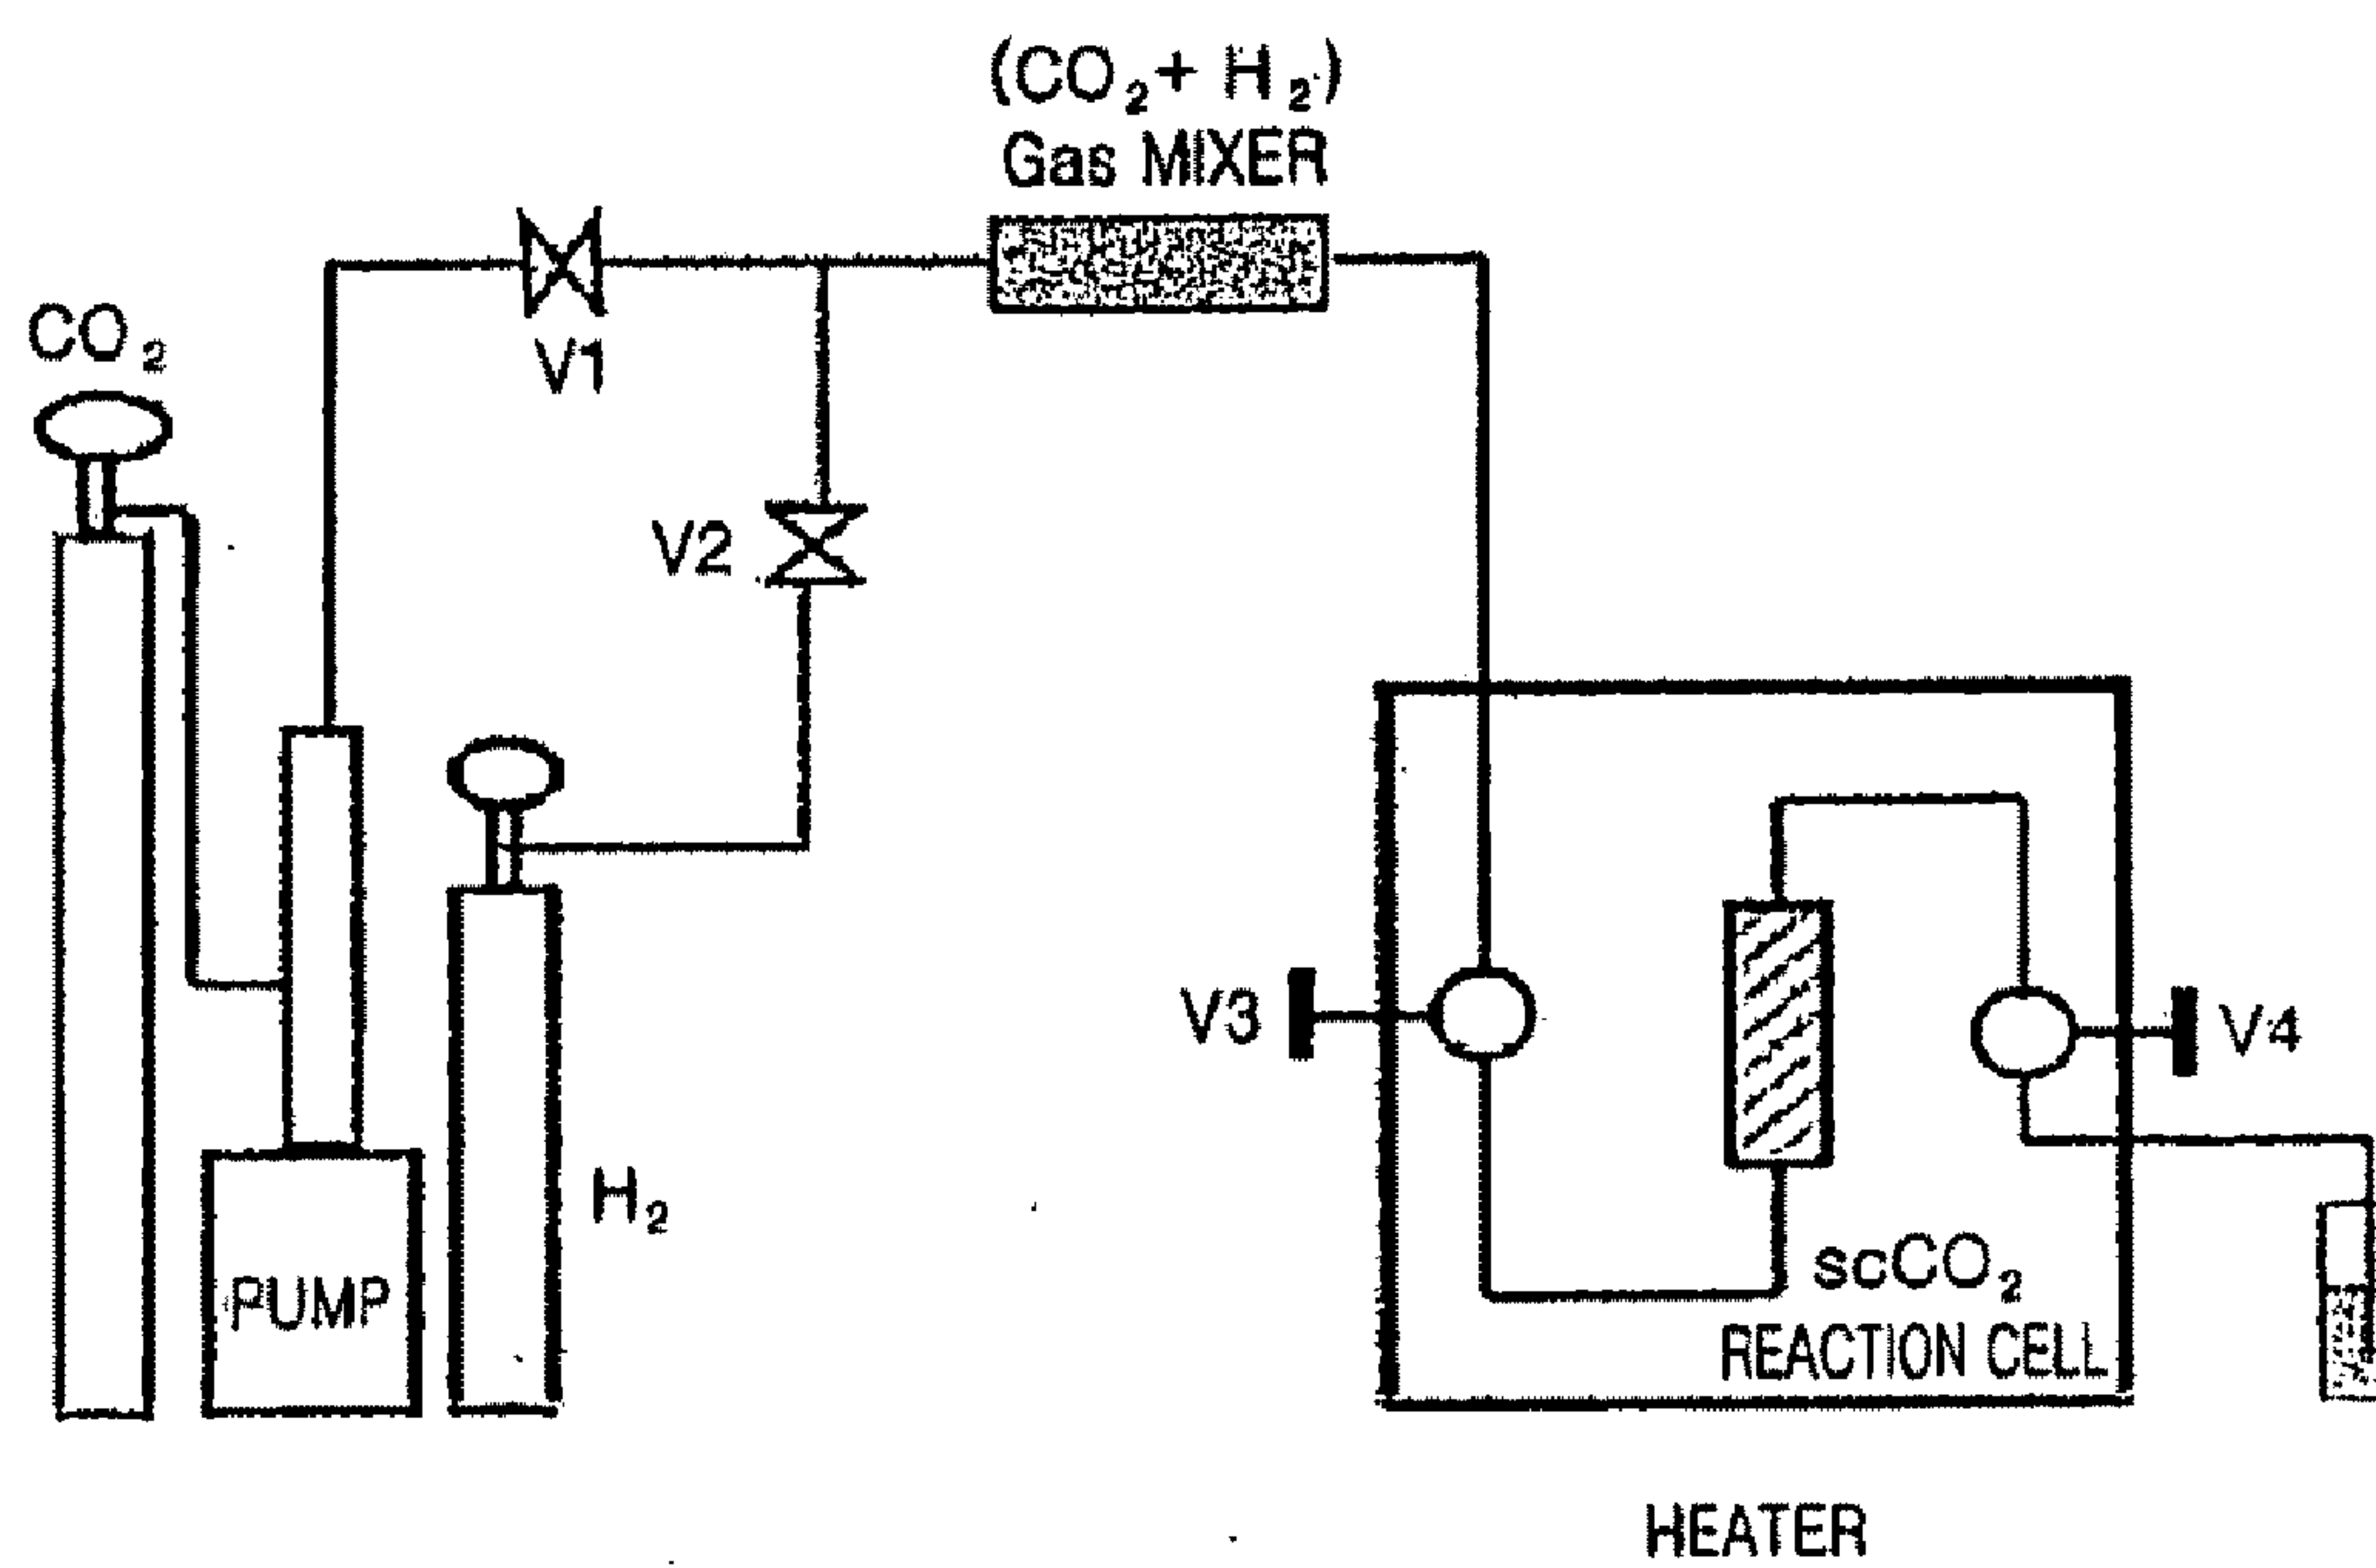 (CO₂+ H₂)
Gas MIXER
CO₂
V1
V2
V3
V4
H₂
PUMP
scCO₂
REACTION CELL
HEATER